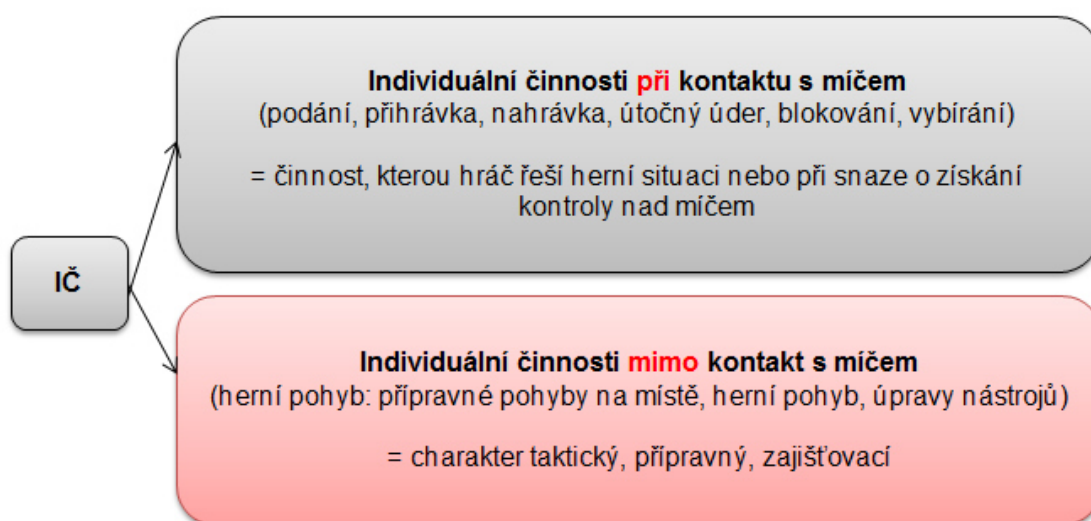 Individuální činnosti při kontaktu s míčem
(podání, přihrávka, nahrávka, útočný úder, blokování, vybírání)
= činnost, kterou hráč řeší herní situaci nebo při snaze o získání
kontroly nad míčem
IČ
Individuální činnosti mimo kontakt s míčem
(herní pohyb: přípravné pohyby na místě, herní pohyb, úpravy nástrojů)
= charakter taktický, přípravný, zajišťovací